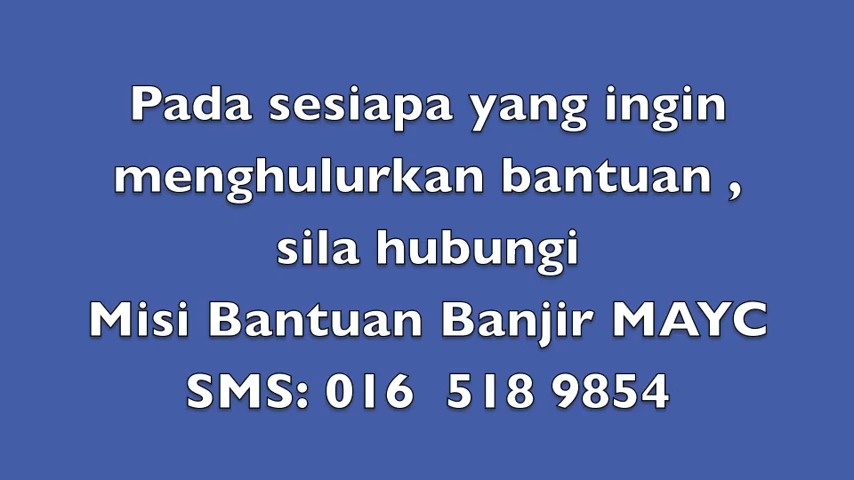 Pada sesiapa yang ingin
menghulurkan bantuan ,
sila hubungi
Misi Bantuan Banjir MAYC
SMS: 016  518 9854